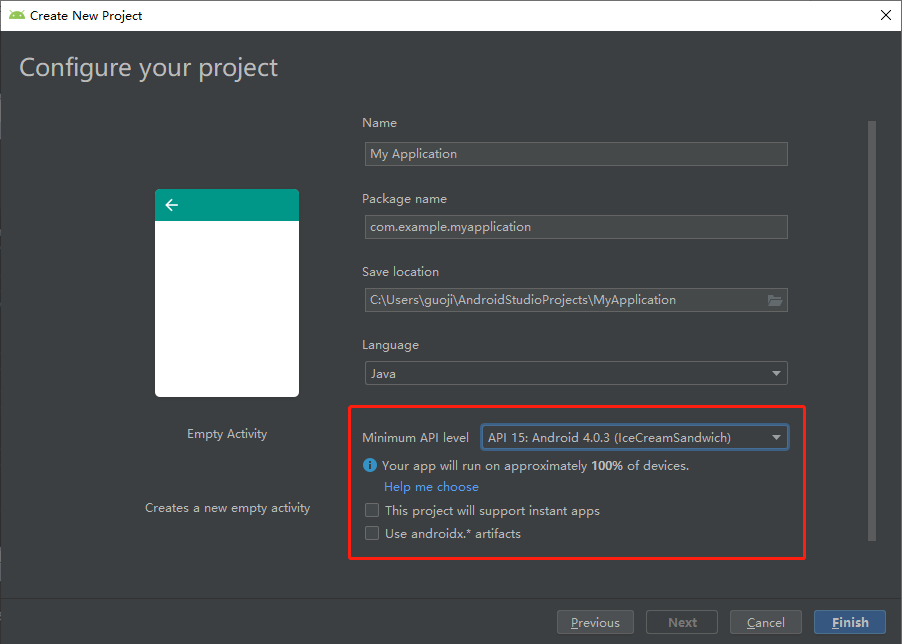 Create New Project
Configure your project
Name
My Application
Package name
com.example.myapplication
Save location
C:\Users\guoji\AndroidStudioProjects\MyApplication
Language
Java
Empty Activity
Minimum API level API 15: Android 4.0.3 (IceCreamSandwich)
Your app will run on approximately 100% of devices.
Help me choose
Creates a new empty activity
This project will support instant apps
Use androidx.* artifacts
Previous Next Cancel Finish